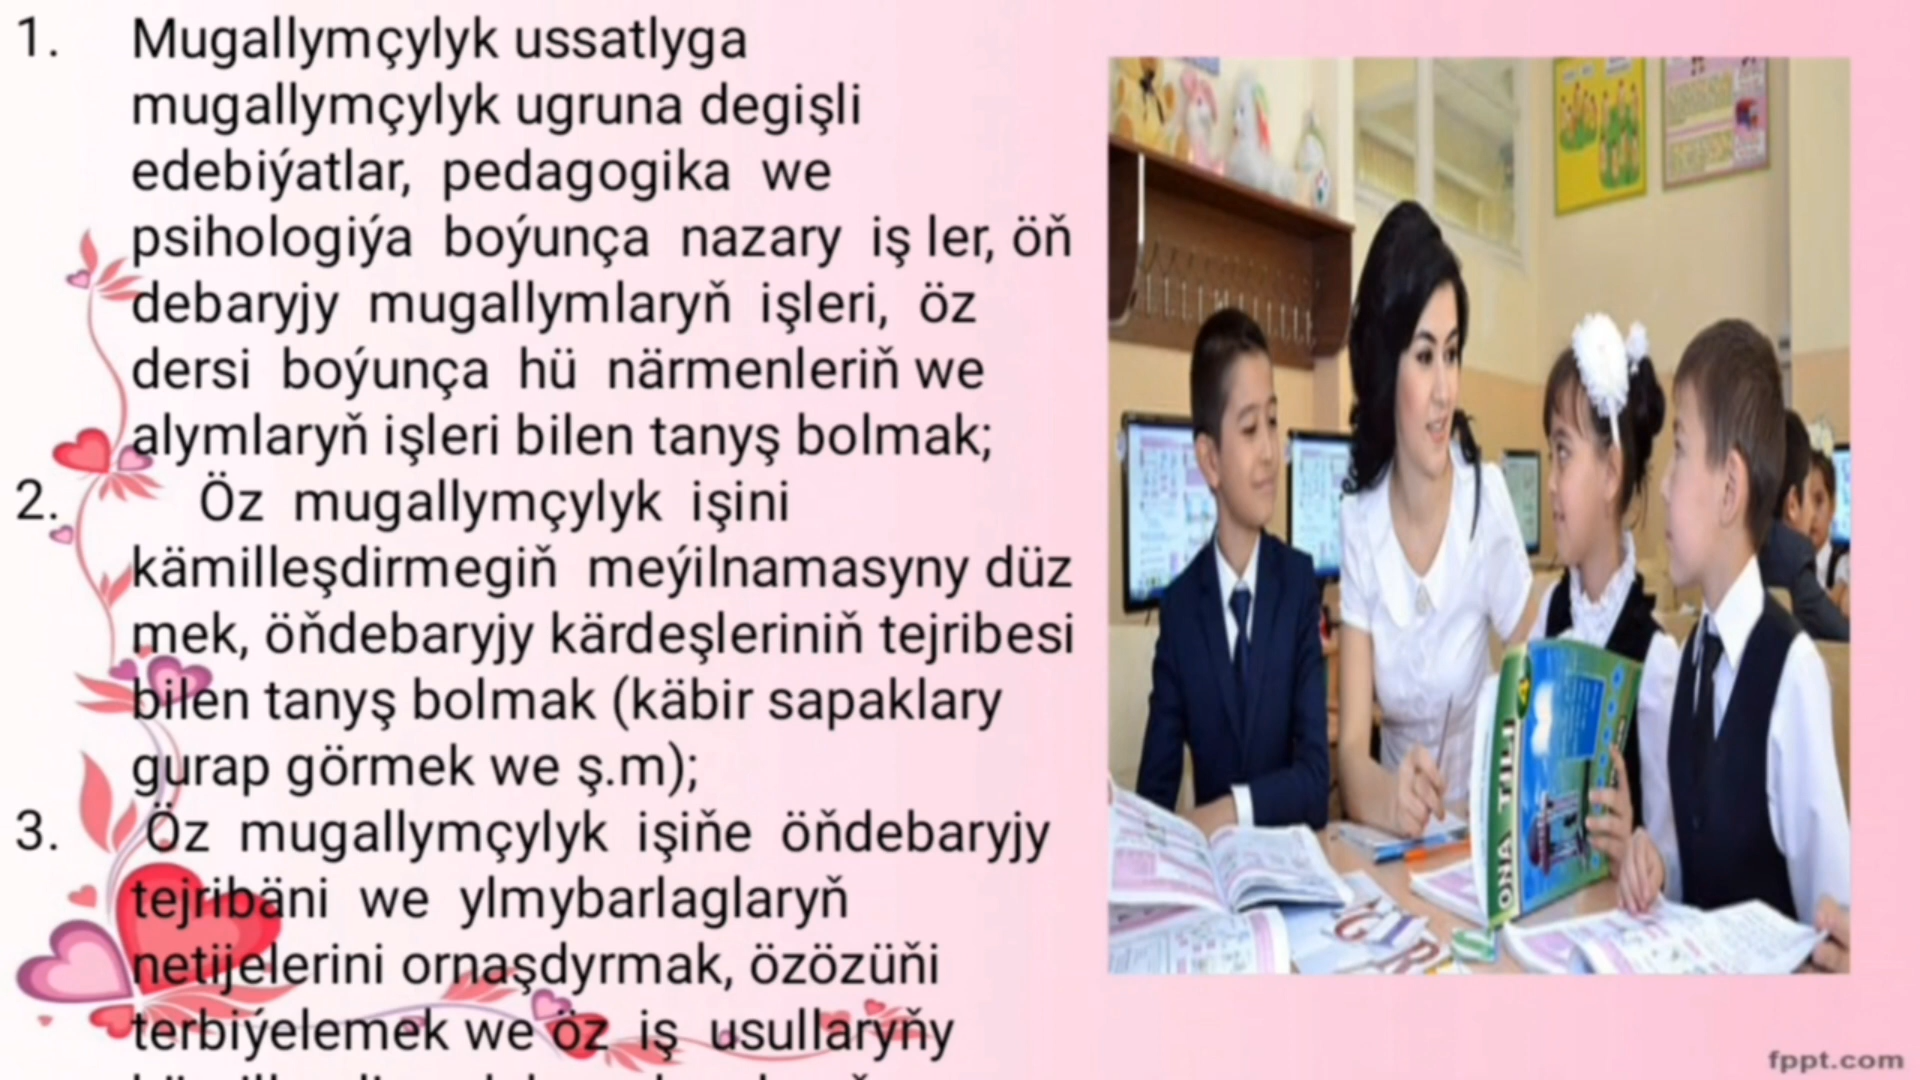 1. Mugallymçylyk ussatlyga
mugallymçylyk ugruna degişli
edebiýatlar, pedagogika we
psihologiýa boýunça nazary iş ler, öň
debaryjy mugallymlaryň işleri, öz
dersi boýunça hü närmenleriň we
alymlaryň işleri bilen tanyş bolmak;
2. Öz mugallymçylyk işini
kämilleşdirmegiň meýilnamasyny düz
mek, öňdebaryjy kärdeşleriniň tejribesi
bilen tanyş bolmak (käbir sapaklary
gurap görmek we ş.m);
3. Öz mugallymçylyk işiňe öňdebaryjy
tejribäni we ylmybarlaglaryň
netijelerini ornaşdyrmak, özözüňi
terbiýelemek we öz iş usullaryňy
ONA TILI
fppt.com